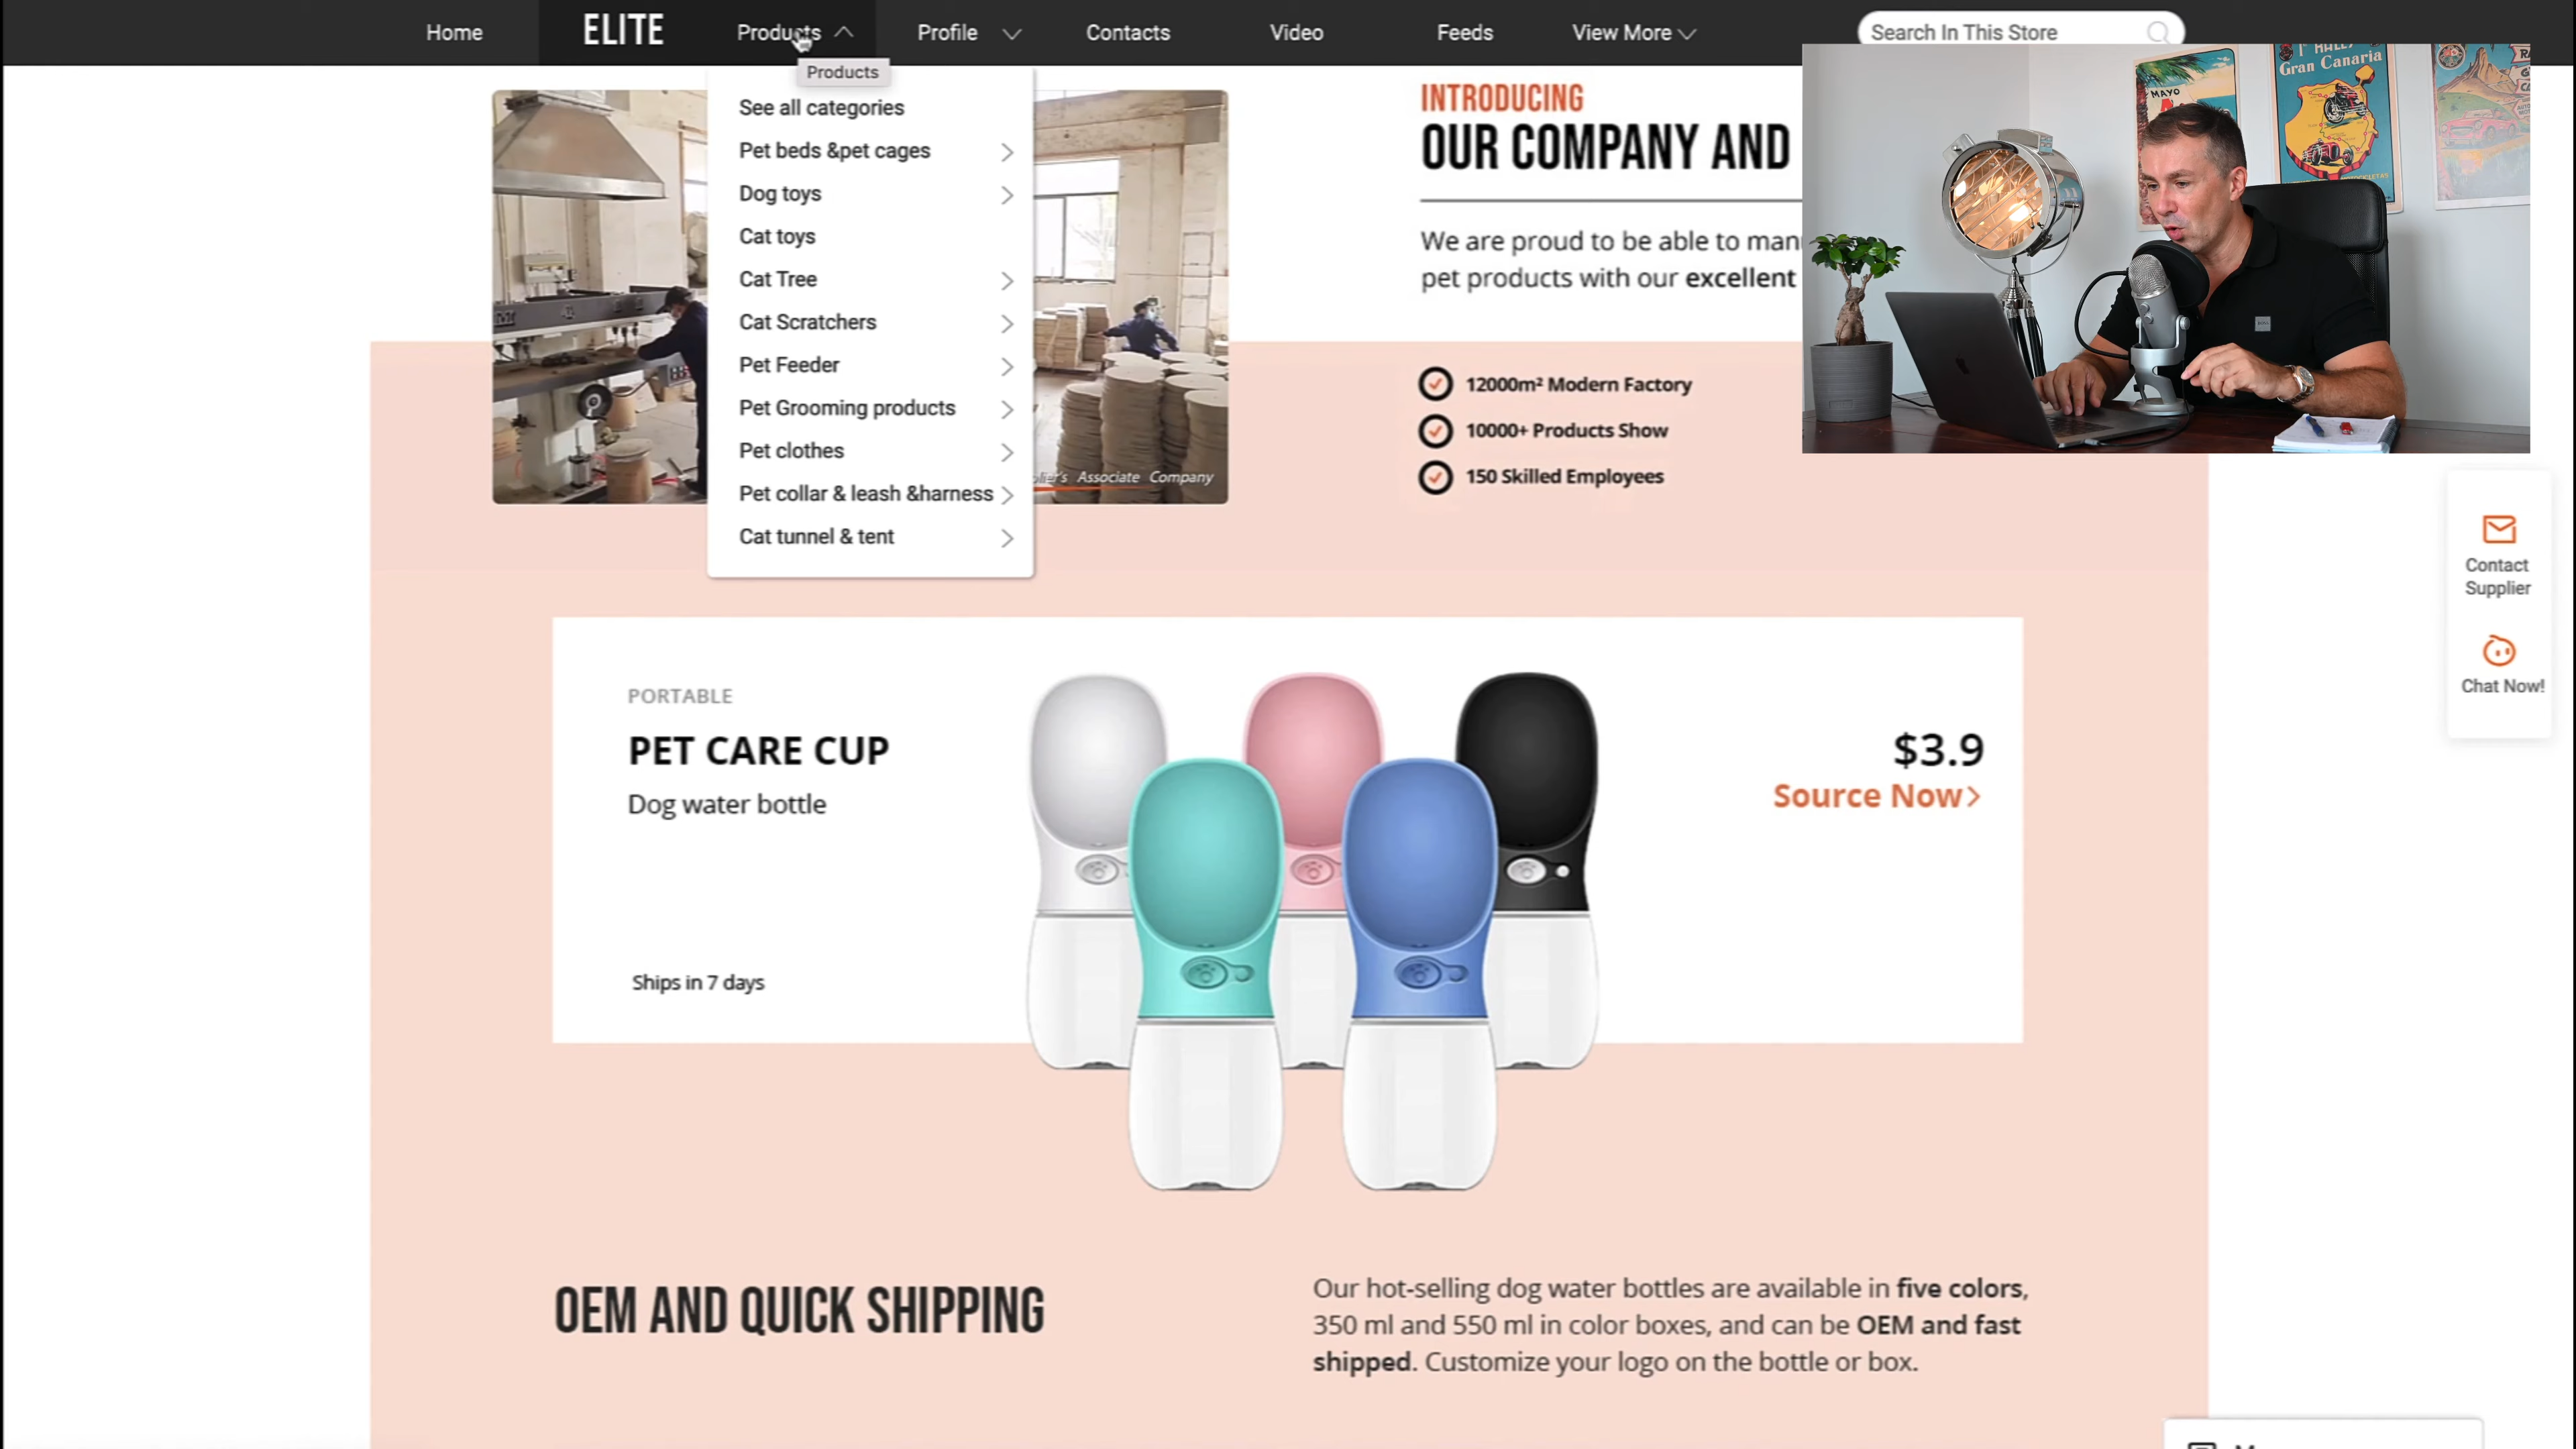 Home
ELITE
Products
Profile
Contacts
Video
Feeds
View More
Search In This Store
Products
See all categories
Pet beds &pet cages
Dog toys
Cat toys
Cat Tree
Cat Scratchers
Pet Feeder
Pet Grooming products
Pet clothes
Pet collar & leash &harness
Cat tunnel & tent
Associate Company
INTRODUCING
OUR COMPANY AND
We are proud to be able to
pet products with our excellent
12000m² Modern Factory
10000+ Products Show
150 Skilled Employees
MAYO
Gran Canaria
Contact
Supplier
Chat Now!
PORTABLE
PET CARE CUP
Dog water bottle
Ships in 7 days
$3.9
Source Now>
OEM AND QUICK SHIPPING
Our hot-selling dog water bottles are available in five colors,
350 ml and 550 ml in color boxes, and can be OEM and fast
shipped. Customize your logo on the bottle or box.